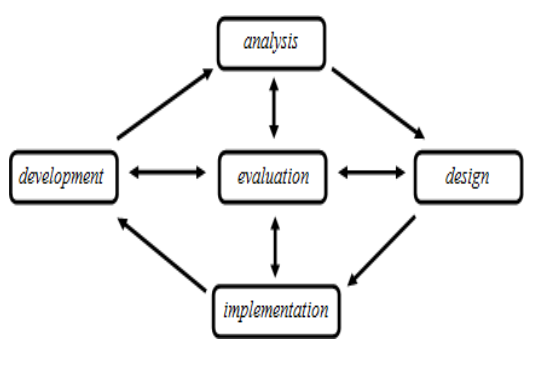 analysis
development
evaluation
design
implementation